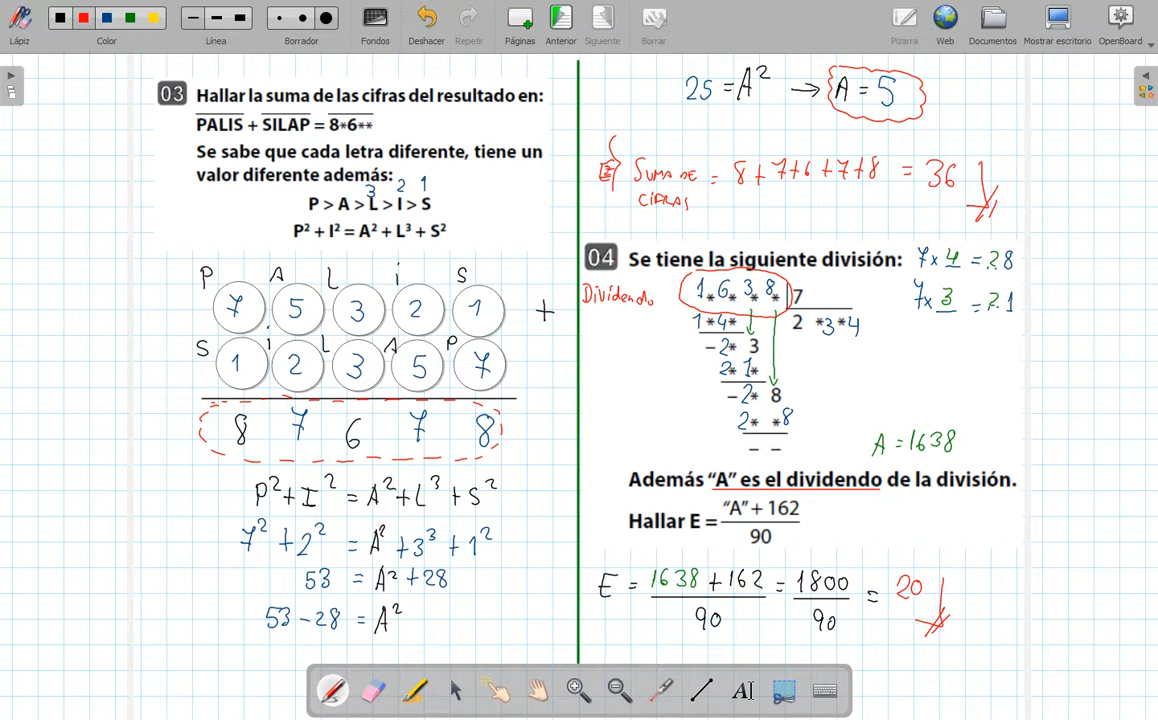 Lápiz
Color
Línea
Borrador
Fondos
Deshacer
Repetir
Páginas
Anterior
Siguiente
Borrar
Pizarra
Web
Documentos
Mostrar escritorio
OpenBoard
03 Hallar la suma de las cifras del resultado en:
PALIS + SILAP = 8*6**
Se sabe que cada letra diferente, tiene un
valor diferente además:
3 2 1
P > A > L > I > S
P² + I² = A² + L³ + S²
P A L i S
7 5 3 2 1 +
S i L A P
1 2 3 5 7
8 7 6 7 8
P² + I² = A² + L³ + S²
7² + 2² = A² + 3³ + 1²
53 = A² + 28
53 - 28 = A²
25 = A² → A = 5
SUMA DE CIFRAS = 8 + 7 + 6 + 7 + 8 = 36
04 Se tiene la siguiente división:
7 x 4 = 28
7 x 3 = 21
Dividendo
1* 6* 3* 8* 7
1*4* 2 *3*4
- 2* 3
2* 1*
- 2* 8
2* *8
- -
A = 1638
Además "A" es el dividendo de la división.
Hallar E = "A" + 162
90
E = 1638 + 162 = 1800 = 20
90 90